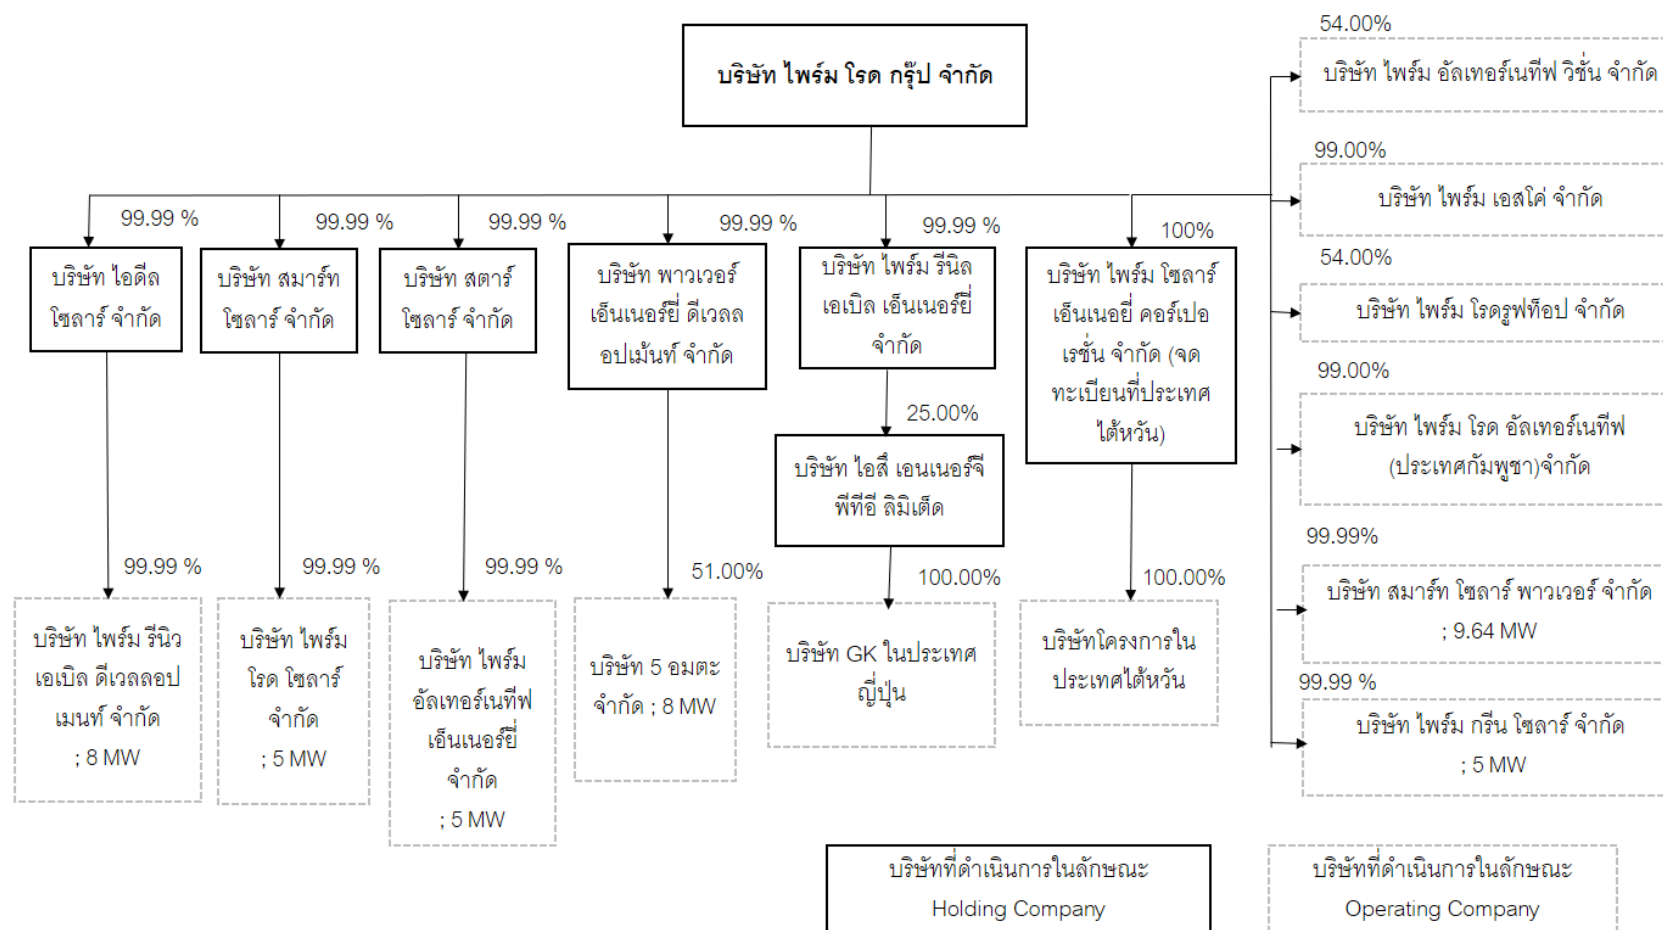 บริษัท ไพร์ม โรด กรุ๊ป จำกัด
99.99 %
บริษัท ไอดีล
โซลาร์ จำกัด
99.99 %
บริษัท สมาร์ท
โซลาร์ จำกัด
99.99 %
บริษัท สตาร์
โซลาร์ จำกัด
99.99 %
บริษัท พาวเวอร์
เอ็นเนอร์ยี่ ดีเวลล
อปเม้นท์ จำกัด
99.99 %
บริษัท ไพร์ม รีนิล
เอเบิล เอ็นเนอร์ยี่
จำกัด
100%
บริษัท ไพร์ม โซลาร์
เอ็นเนอยี่ คอร์เปอ
เรชั่น จำกัด (จด
ทะเบียนที่ประเทศ
ไต้หวัน)
25.00%
บริษัท ไอสี่ เอนเนอร์จี
พีทีอี ลิมิเต็ด
99.99 %
บริษัท ไพร์ม รีนิว
เอเบิล ดีเวลลอป
เมนท์ จำกัด
; 8 MW
99.99 %
บริษัท ไพร์ม
โรด โซลาร์
จำกัด
; 5 MW
99.99 %
บริษัท ไพร์ม
อัลเทอร์เนทีฟ
เอ็นเนอร์ยี่
จำกัด
; 5 MW
51.00%
บริษัท 5 อมตะ
จำกัด ; 8 MW
100.00%
บริษัท GK ในประเทศ
ญี่ปุ่น
100.00%
บริษัทโครงการใน
ประเทศไต้หวัน
54.00%
บริษัท ไพร์ม อัลเทอร์เนทีฟ วิชั่น จำกัด
99.00%
บริษัท ไพร์ม เอสโค่ จำกัด
54.00%
บริษัท ไพร์ม โรดรูฟท็อป จำกัด
99.00%
บริษัท ไพร์ม โรด อัลเทอร์เนทีฟ
(ประเทศกัมพูชา)จำกัด
99.99%
บริษัท สมาร์ท โซลาร์ พาวเวอร์ จำกัด
; 9.64 MW
99.99 %
บริษัท ไพร์ม กรีน โซลาร์ จำกัด
; 5 MW
บริษัทที่ดำเนินการในลักษณะ
Holding Company
บริษัทที่ดำเนินการในลักษณะ
Operating Company